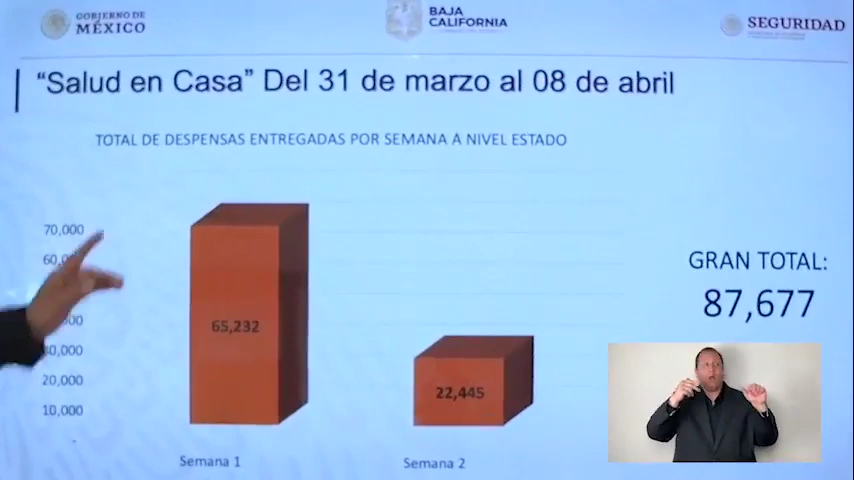 GOBIERNO DE
MÉXICO
BAJA
CALIFORNIA
SEGURIDAD
“Salud en Casa” Del 31 de marzo al 08 de abril
TOTAL DE DESPENSAS ENTREGADAS POR SEMANA A NIVEL ESTADO
70,000
20,000
10,000
65,232
22,445
Semana 1
Semana 2
GRAN TOTAL:
87,677